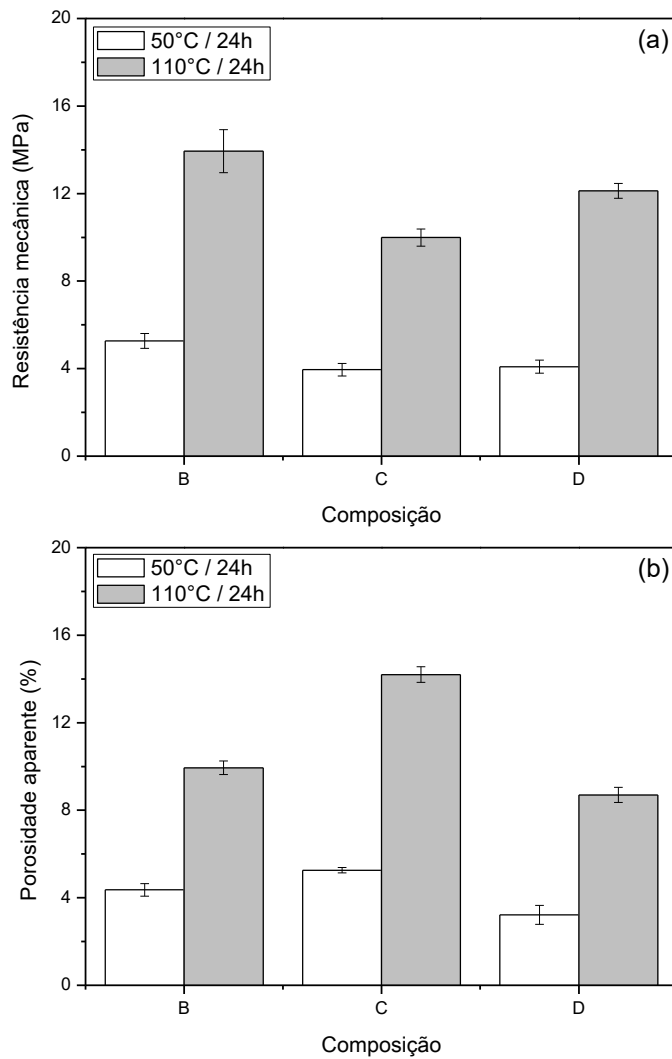 20
50°C / 24h
(a)
110°C / 24h
16
12
8
4
0
Resistência mecânica (MPa)
B
C
D
Composição
20
50°C / 24h
(b)
110°C / 24h
16
12
8
4
0
Porosidade aparente (%)
B
C
D
Composição